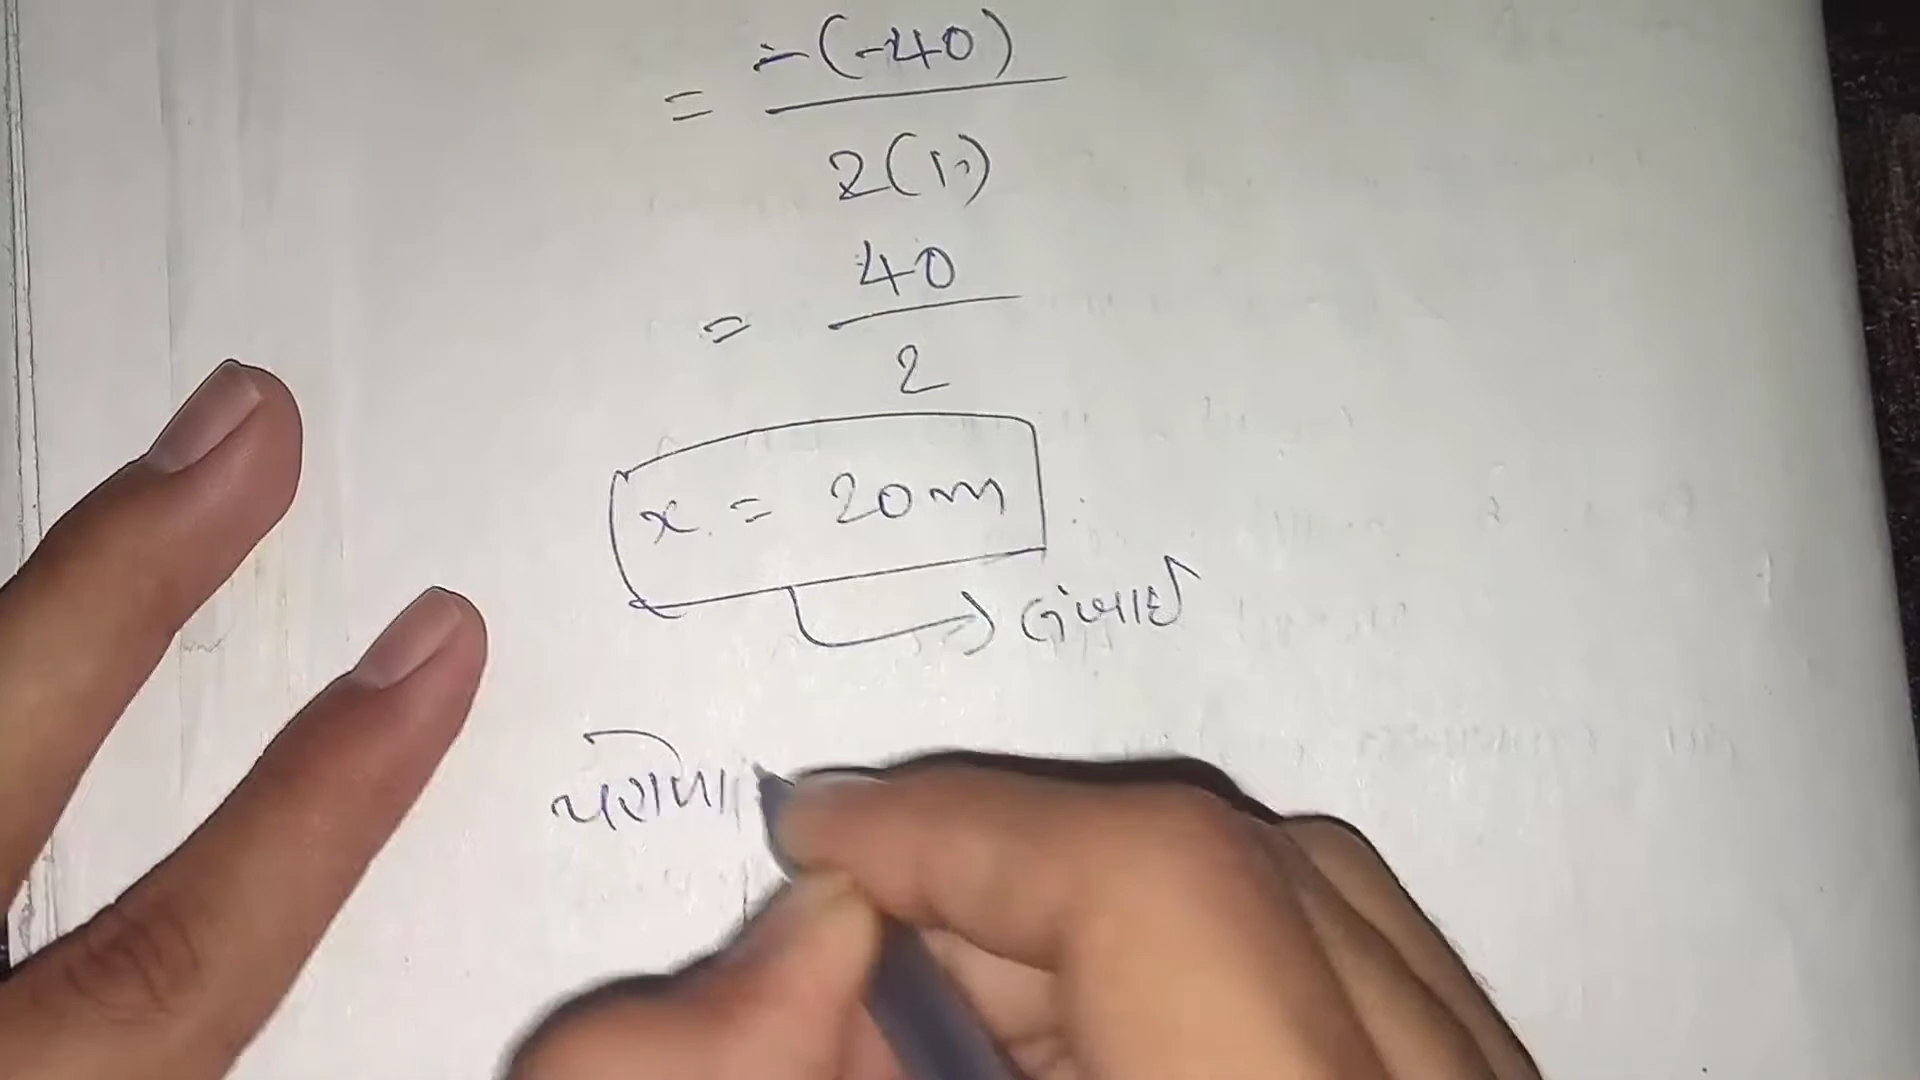 = -(-40) / 2(1)
= 40 / 2
x = 20m
→ લંબાઈ